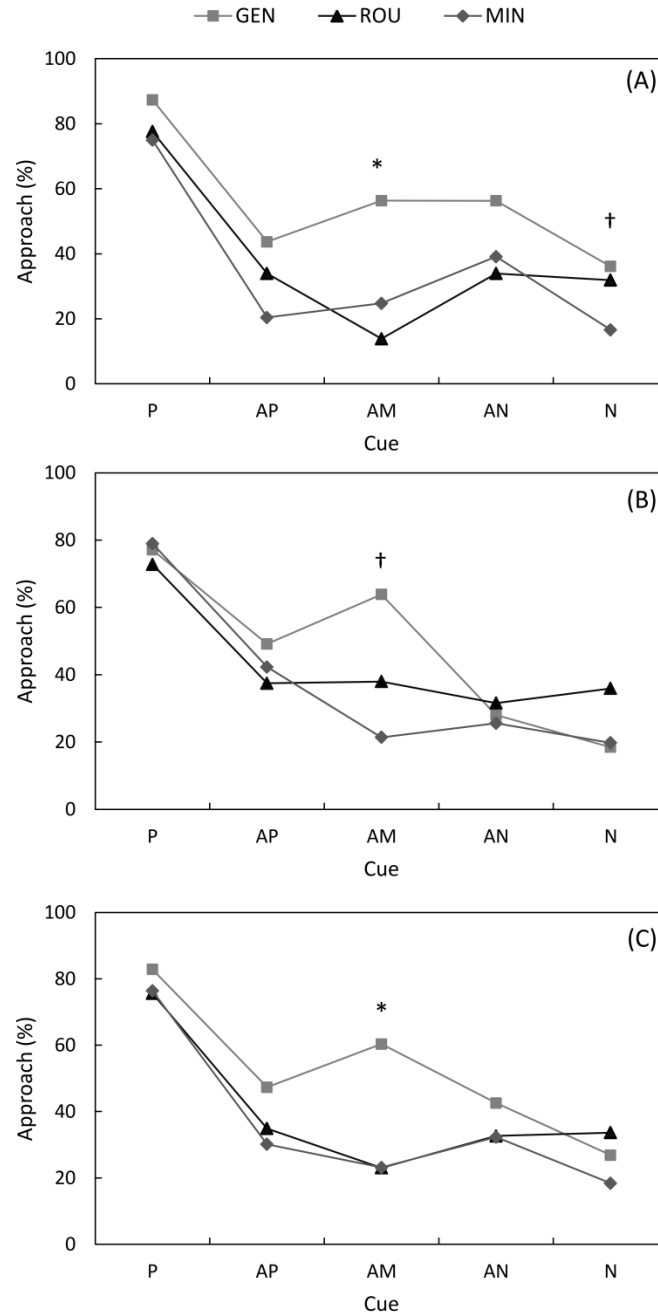 GEN ROU MIN
(A)
100
80
60
40
20
0
Approach (%)
*
†
P AP AM AN N
Cue
(B)
100
80
60
40
20
0
Approach (%)
†
P AP AM AN N
Cue
(C)
100
80
60
40
20
0
Approach (%)
*
P AP AM AN N
Cue